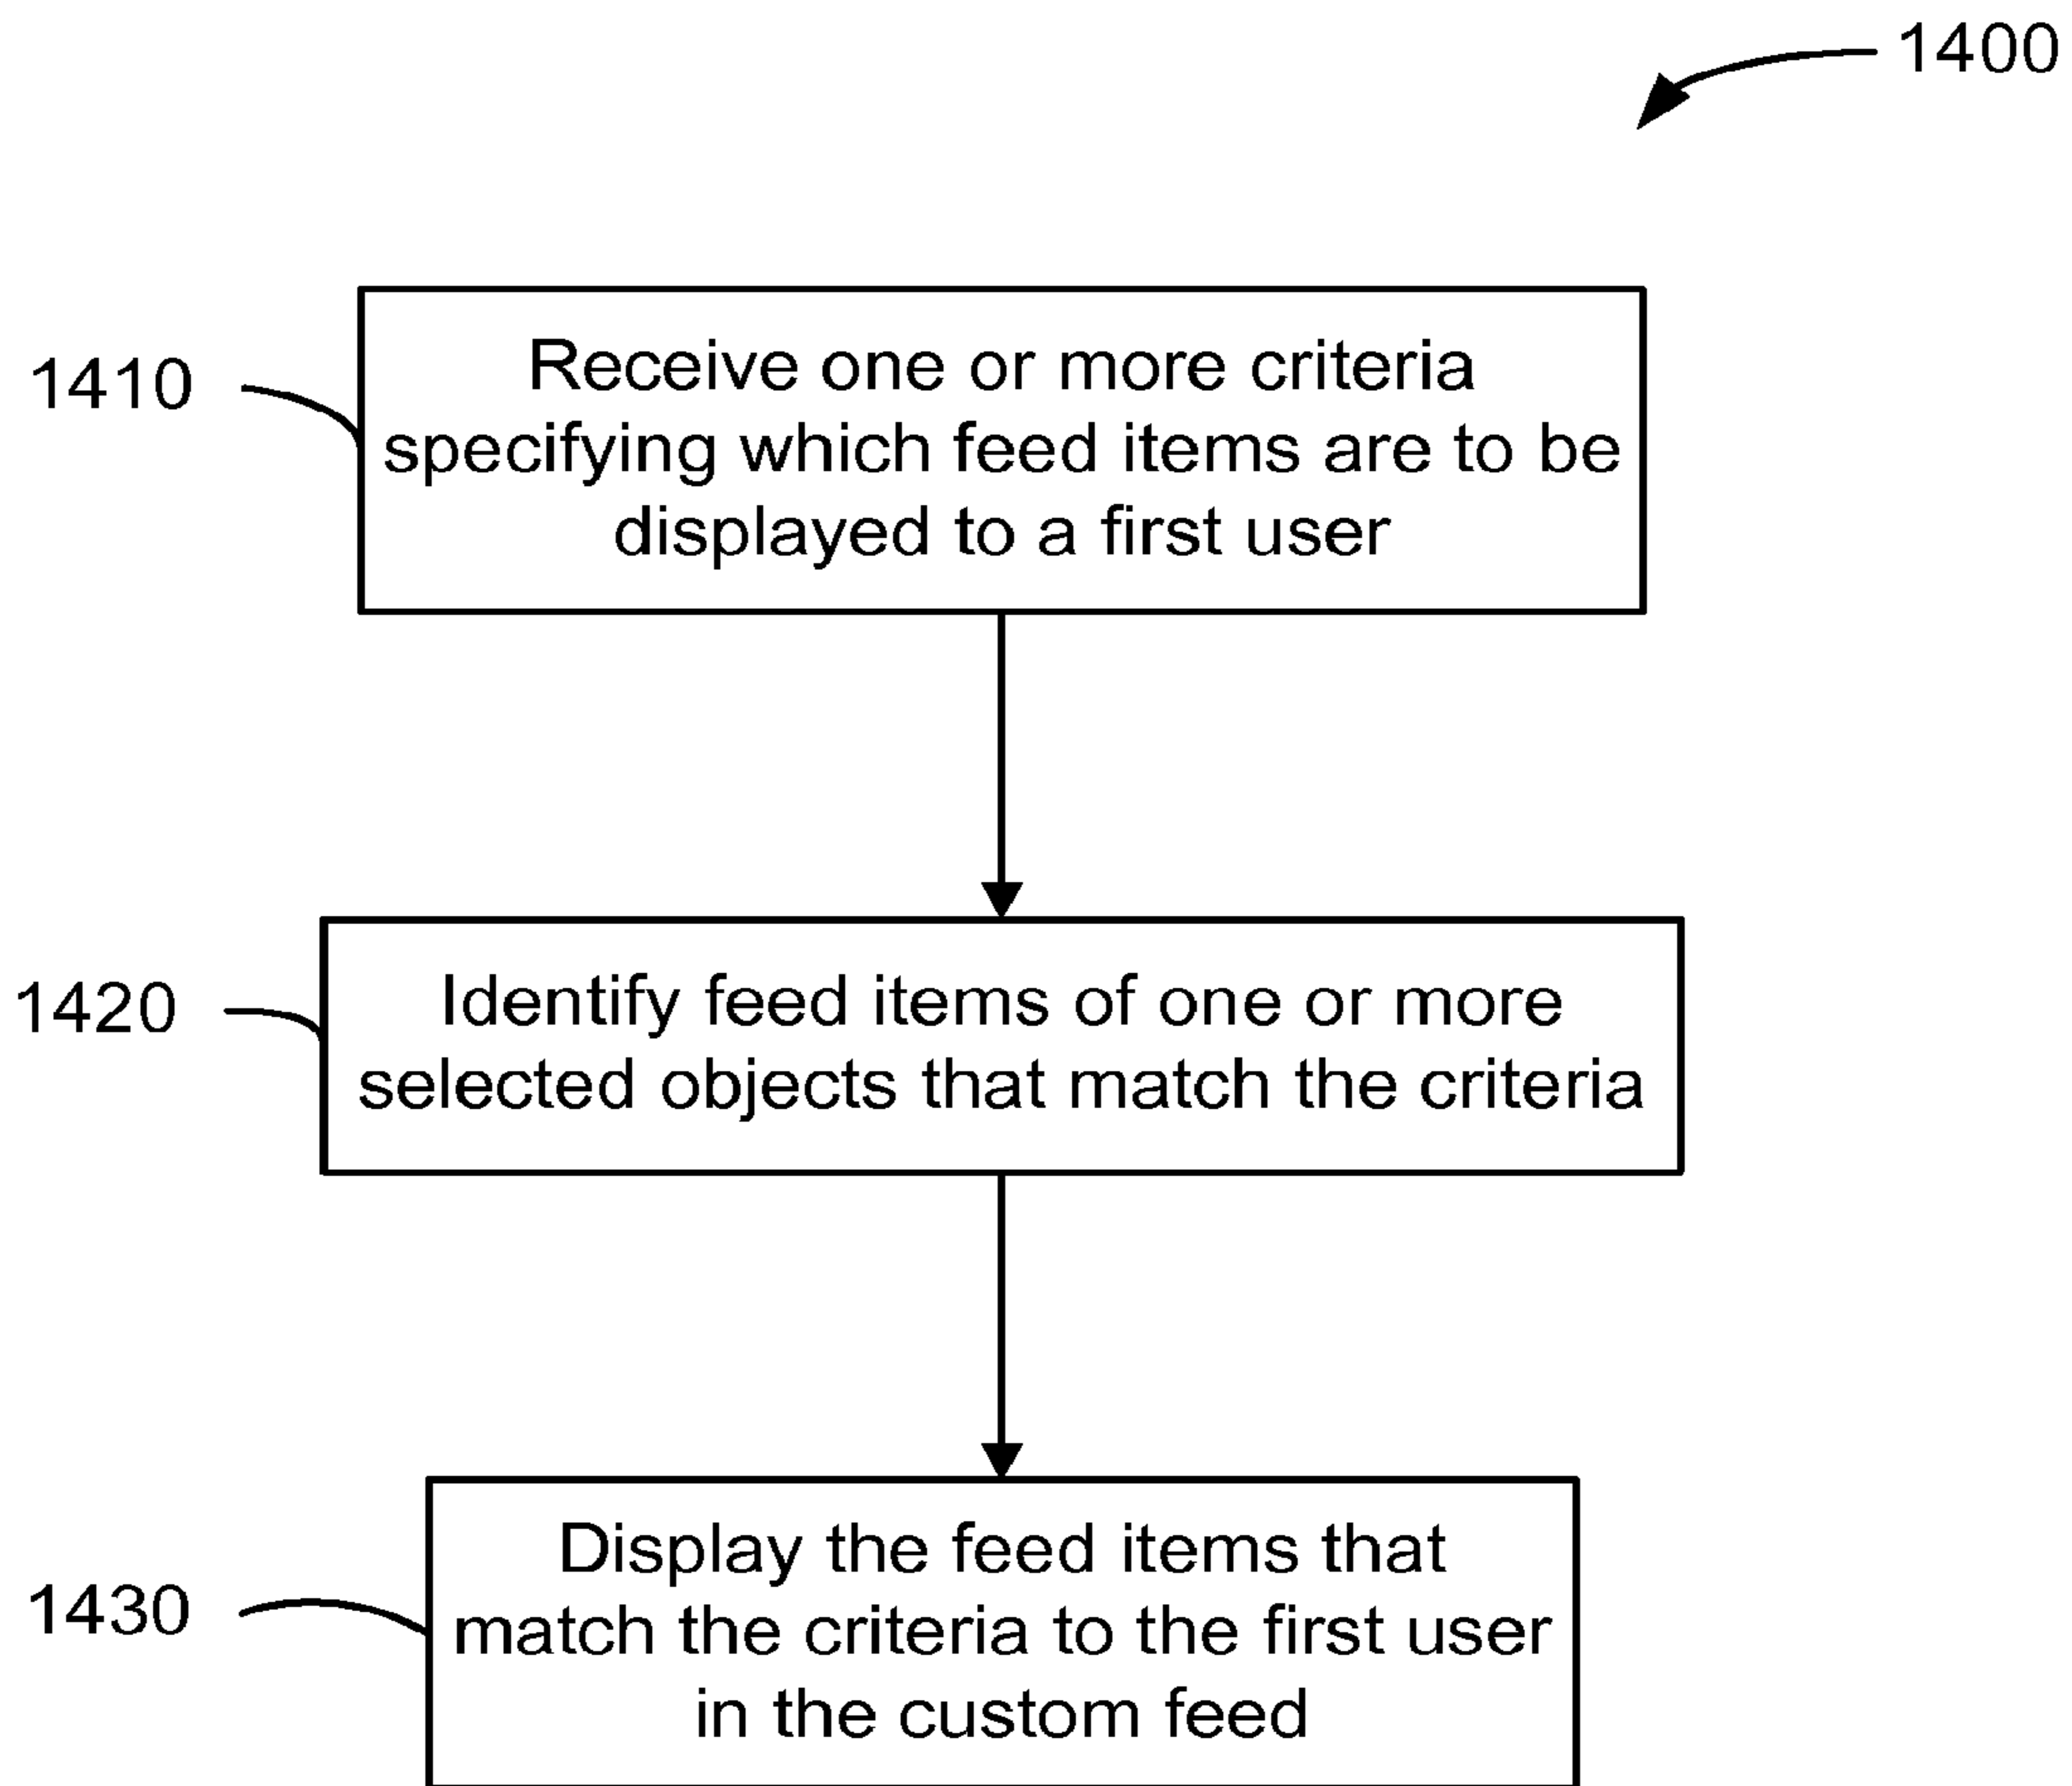 1400
1410
Receive one or more criteria
specifying which feed items are to be
displayed to a first user
1420
Identify feed items of one or more
selected objects that match the criteria
1430
Display the feed items that
match the criteria to the first user
in the custom feed